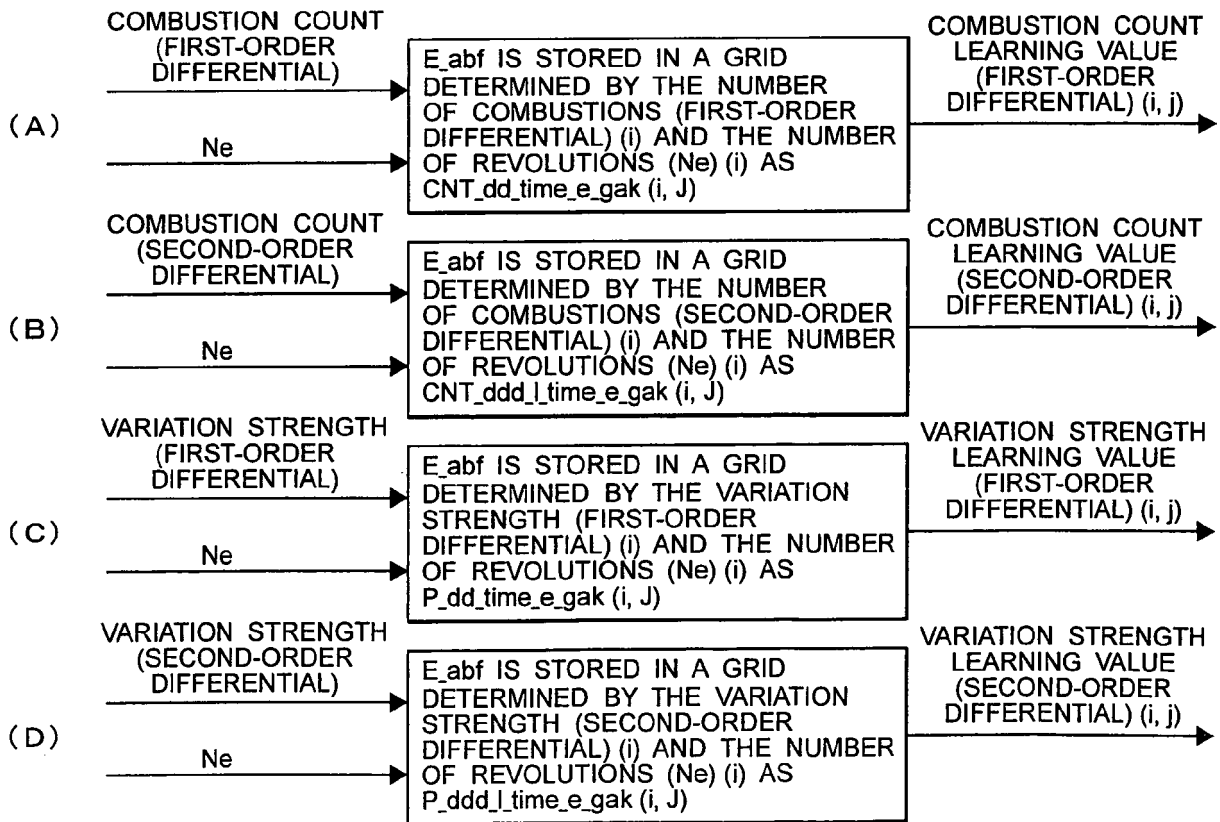 (A)
COMBUSTION COUNT
(FIRST-ORDER
DIFFERENTIAL)
Ne
E_abf IS STORED IN A GRID
DETERMINED BY THE NUMBER
OF COMBUSTIONS (FIRST-ORDER
DIFFERENTIAL) (i) AND THE NUMBER
OF REVOLUTIONS (Ne) (i) AS
CNT_dd_time_e_gak (i, J)
COMBUSTION COUNT
LEARNING VALUE
(FIRST-ORDER
DIFFERENTIAL) (i, j)
(B)
COMBUSTION COUNT
(SECOND-ORDER
DIFFERENTIAL)
Ne
E_abf IS STORED IN A GRID
DETERMINED BY THE NUMBER
OF COMBUSTIONS (SECOND-ORDER
DIFFERENTIAL) (i) AND THE NUMBER
OF REVOLUTIONS (Ne) (i) AS
CNT_ddd_l_time_e_gak (i, J)
COMBUSTION COUNT
LEARNING VALUE
(SECOND-ORDER
DIFFERENTIAL) (i, j)
(C)
VARIATION STRENGTH
(FIRST-ORDER
DIFFERENTIAL)
Ne
E_abf IS STORED IN A GRID
DETERMINED BY THE VARIATION
STRENGTH (FIRST-ORDER
DIFFERENTIAL) (i) AND THE NUMBER
OF REVOLUTIONS (Ne) (i) AS
P_dd_time_e_gak (i, J)
VARIATION STRENGTH
LEARNING VALUE
(FIRST-ORDER
DIFFERENTIAL) (i, j)
(D)
VARIATION STRENGTH
(SECOND-ORDER
DIFFERENTIAL)
Ne
E_abf IS STORED IN A GRID
DETERMINED BY THE VARIATION
STRENGTH (SECOND-ORDER
DIFFERENTIAL) (i) AND THE NUMBER
OF REVOLUTIONS (Ne) (i) AS
P_ddd_l_time_e_gak (i, J)
VARIATION STRENGTH
LEARNING VALUE
(SECOND-ORDER
DIFFERENTIAL) (i, j)